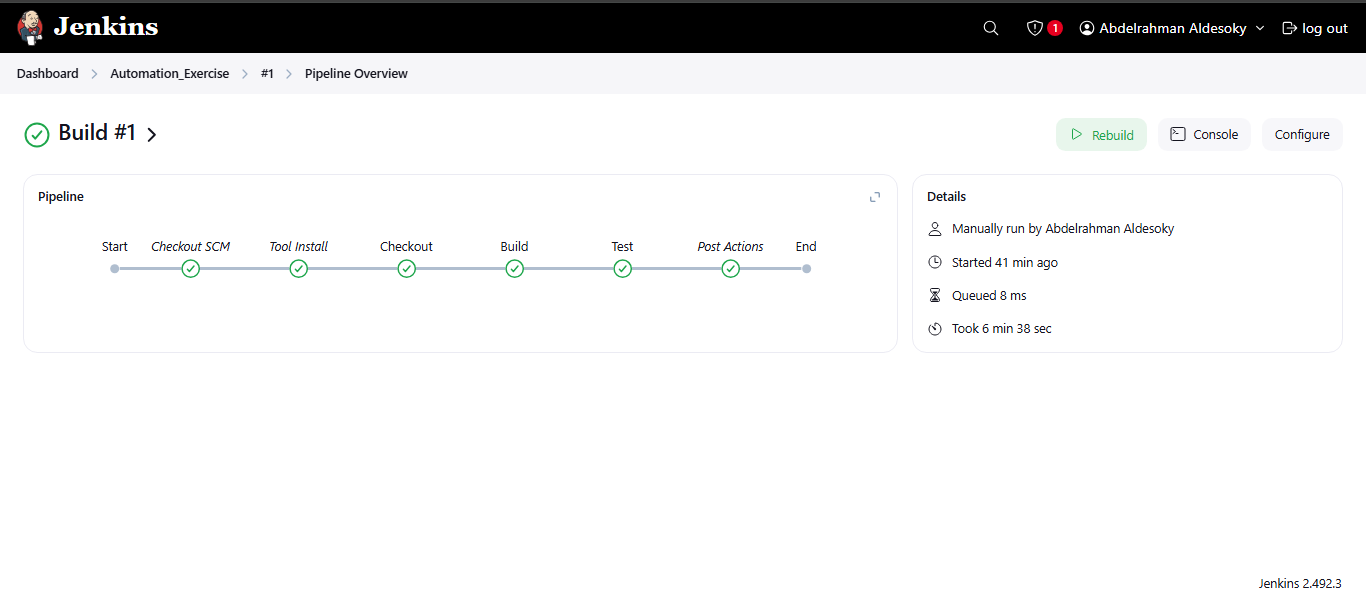 Jenkins
1
Abdelrahman Aldesoky
log out
Dashboard
Automation_Exercise
#1
Pipeline Overview
Build #1
Rebuild
Console
Configure
Pipeline
Start
Checkout SCM
Tool Install
Checkout
Build
Test
Post Actions
End
Details
Manually run by Abdelrahman Aldesoky
Started 41 min ago
Queued 8 ms
Took 6 min 38 sec
Jenkins 2.492.3